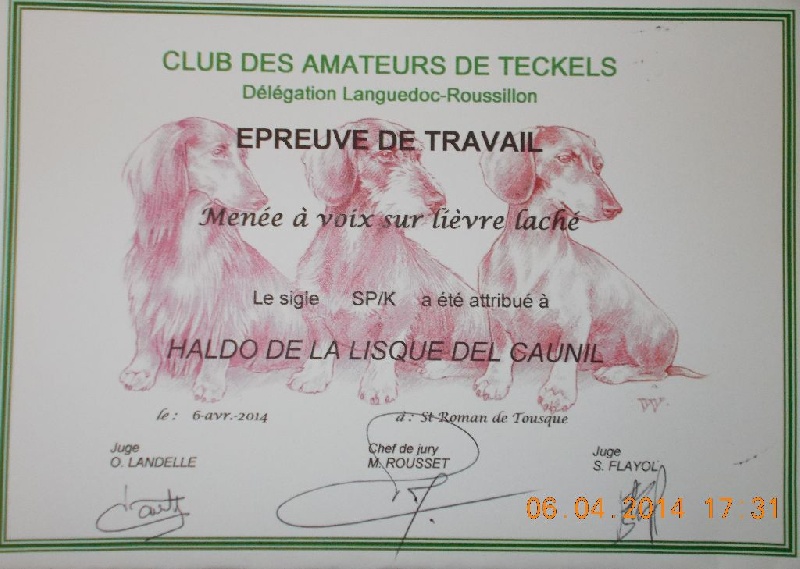 CLUB DES AMATEURS DE TECKELS
Délégation Languedoc-Roussillon
EPREUVE DE TRAVAIL
Menée à voix sur lièvre laché
Le sigle SP/K a été attribué à
HALDO DE LA LISQUE DEL CAUNIL
le : 6-avr.-2014 à : St Roman de Tousque
Juge Chef de jury Juge
O. LANDELLE M. ROUSSET S. FLAYOL
06.04.2014 17:31